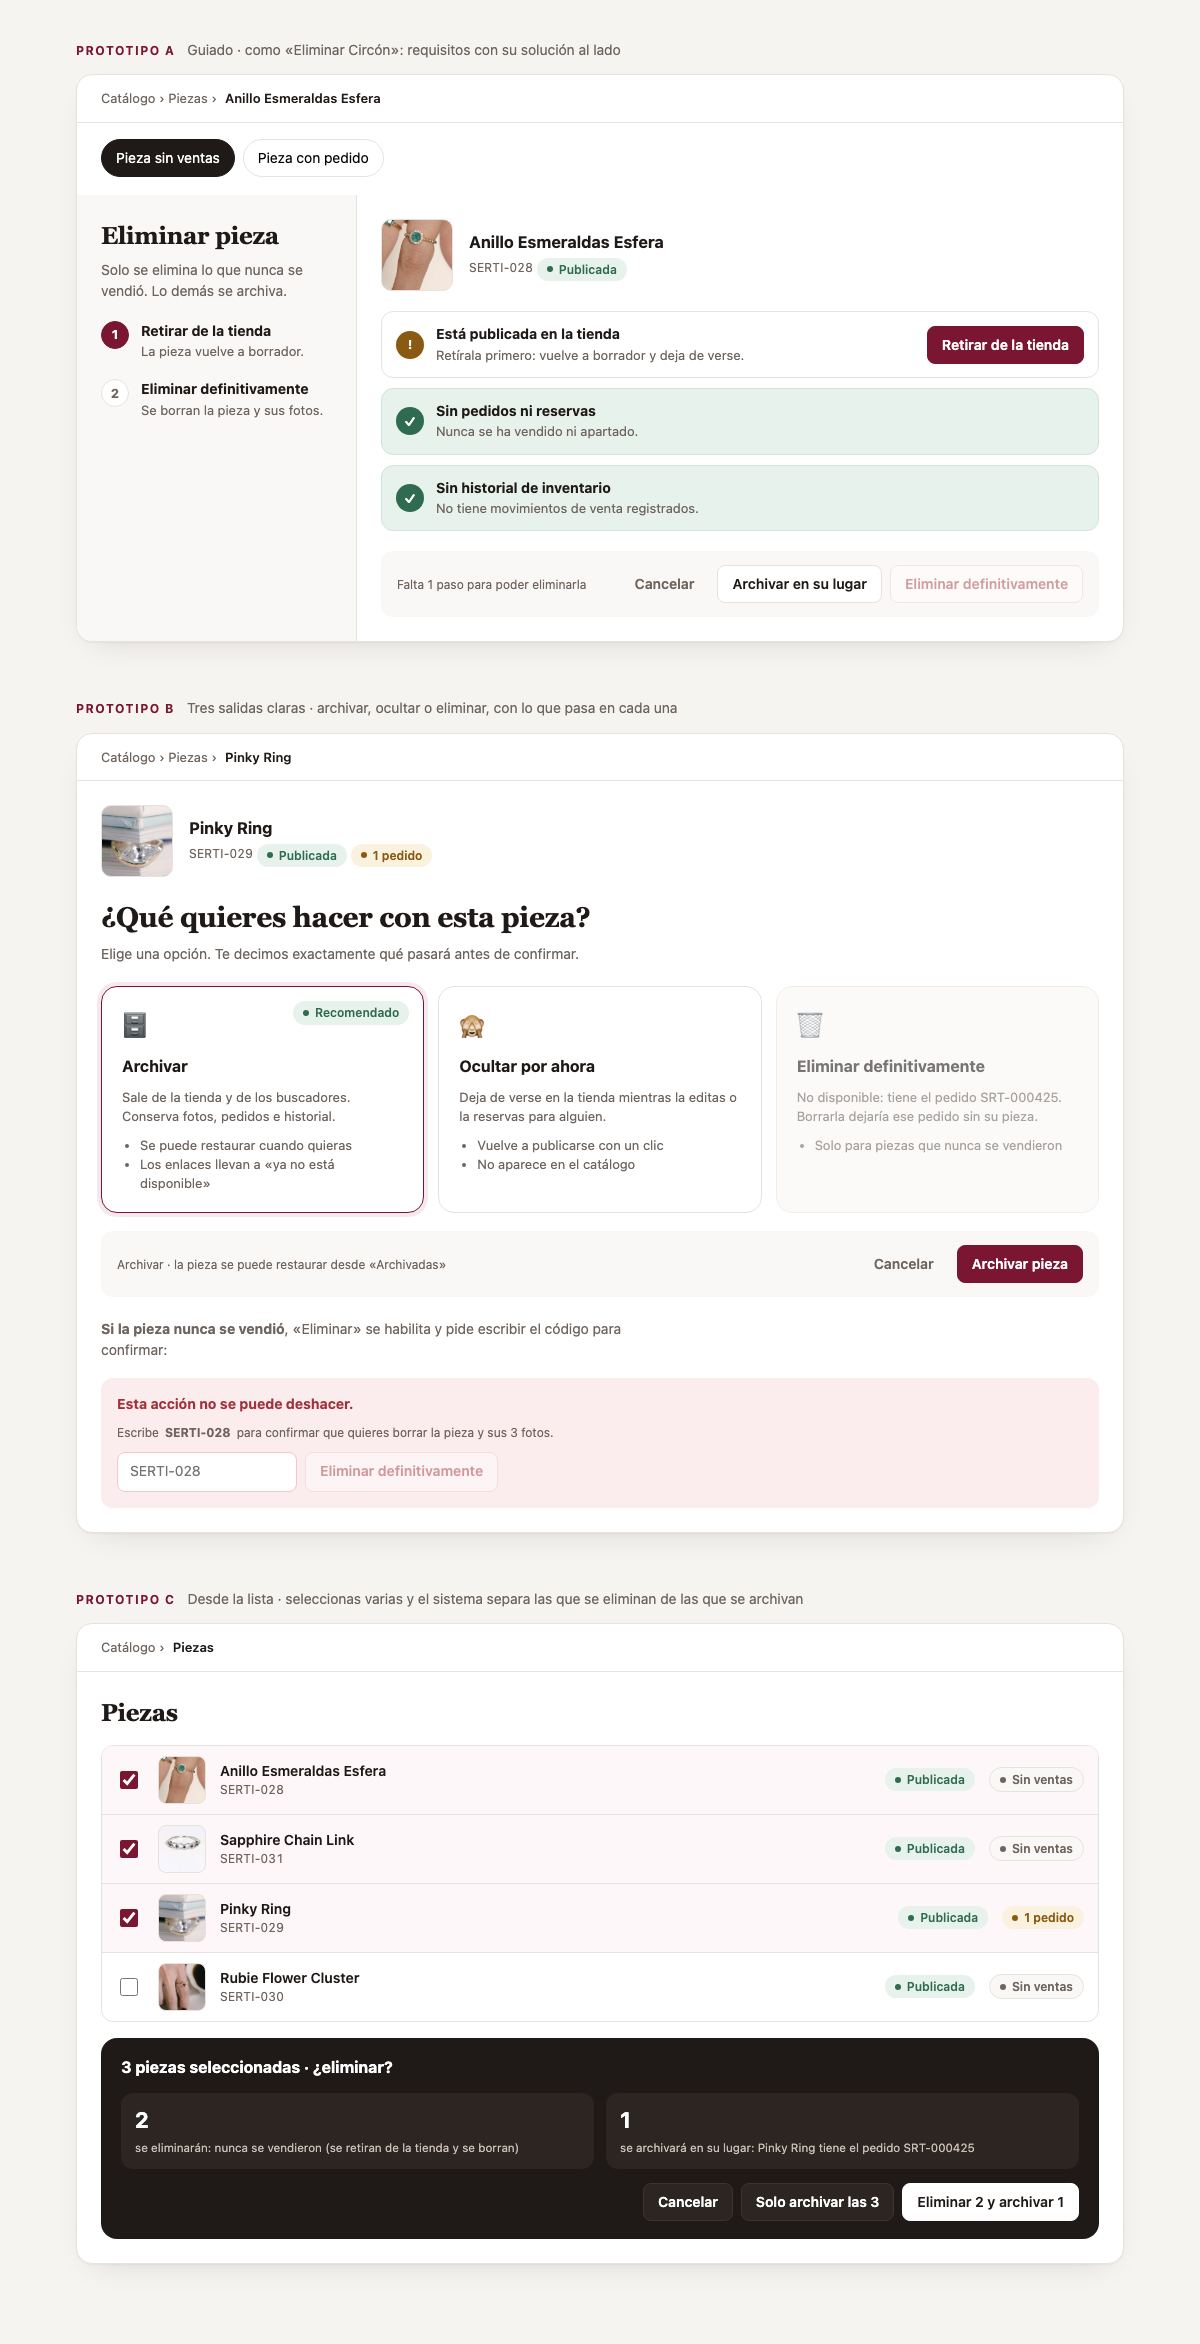 PROTOTIPO A Guiado · como «Eliminar Circón»: requisitos con su solución al lado
Catálogo › Piezas › Anillo Esmeraldas Esfera
Pieza sin ventas
Pieza con pedido
Eliminar pieza
Solo se elimina lo que nunca se
vendió. Lo demás se archiva.
1 Retirar de la tienda
La pieza vuelve a borrador.
2 Eliminar definitivamente
Se borran la pieza y sus fotos.
Anillo Esmeraldas Esfera
SERTI-028 Publicada
! Está publicada en la tienda
Retírala primero: vuelve a borrador y deja de verse.
Retirar de la tienda
Sin pedidos ni reservas
Nunca se ha vendido ni apartado.
Sin historial de inventario
No tiene movimientos de venta registrados.
Falta 1 paso para poder eliminarla
Cancelar
Archivar en su lugar
Eliminar definitivamente
PROTOTIPO B Tres salidas claras · archivar, ocultar o eliminar, con lo que pasa en cada una
Catálogo › Piezas › Pinky Ring
Pinky Ring
SERTI-029 Publicada 1 pedido
¿Qué quieres hacer con esta pieza?
Elige una opción. Te decimos exactamente qué pasará antes de confirmar.
Recomendado
Archivar
Sale de la tienda y de los buscadores.
Conserva fotos, pedidos e historial.
• Se puede restaurar cuando quieras
• Los enlaces llevan a «ya no está
disponible»
Ocultar por ahora
Deja de verse en la tienda mientras la editas o
la reservas para alguien.
• Vuelve a publicarse con un clic
• No aparece en el catálogo
Eliminar definitivamente
No disponible: tiene el pedido SRT-000425.
Borrarla dejaría ese pedido sin su pieza.
• Solo para piezas que nunca se vendieron
Archivar · la pieza se puede restaurar desde «Archivadas»
Cancelar
Archivar pieza
Si la pieza nunca se vendió, «Eliminar» se habilita y pide escribir el código para
confirmar:
Esta acción no se puede deshacer.
Escribe SERTI-028 para confirmar que quieres borrar la pieza y sus 3 fotos.
SERTI-028
Eliminar definitivamente
PROTOTIPO C Desde la lista · seleccionas varias y el sistema separa las que se eliminan de las que se archivan
Catálogo › Piezas
Piezas
Anillo Esmeraldas Esfera
SERTI-028
Publicada
Sin ventas
Sapphire Chain Link
SERTI-031
Publicada
Sin ventas
Pinky Ring
SERTI-029
Publicada
1 pedido
Rubie Flower Cluster
SERTI-030
Publicada
Sin ventas
3 piezas seleccionadas · ¿eliminar?
2
se eliminarán: nunca se vendieron (se retiran de la tienda y se borran)
1
se archivará en su lugar: Pinky Ring tiene el pedido SRT-000425
Cancelar
Solo archivar las 3
Eliminar 2 y archivar 1